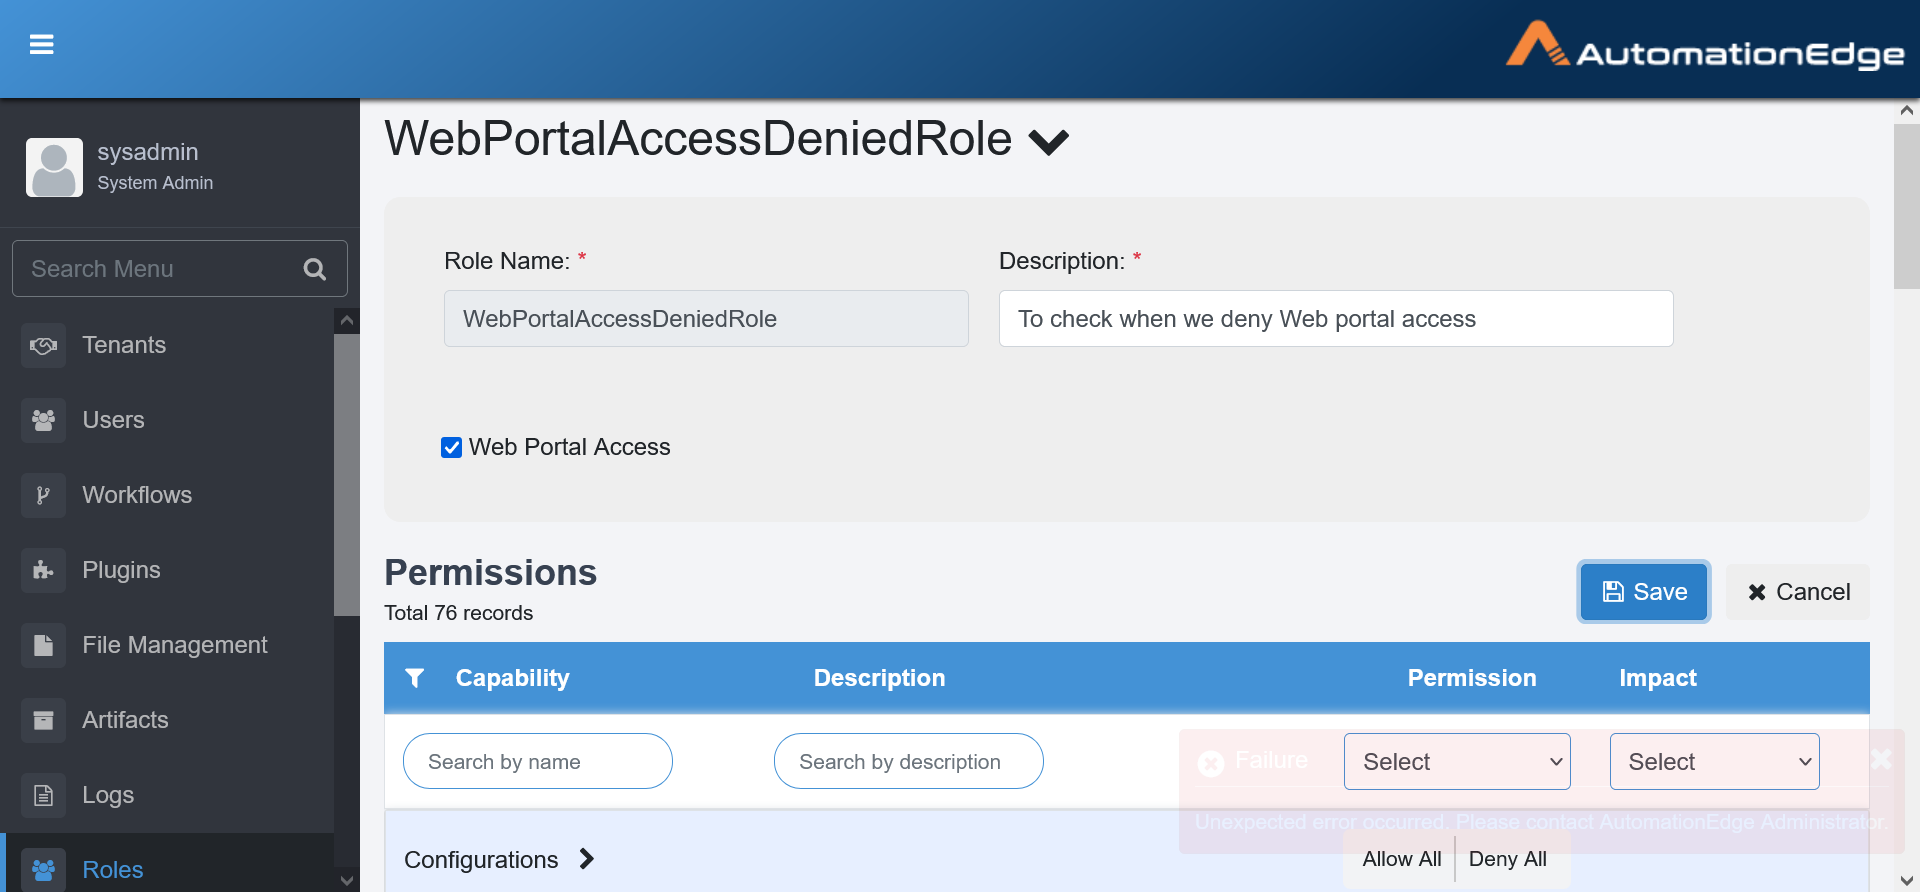 AutomationEdge
sysadmin
System Admin
Search Menu
Tenants
Users
Workflows
Plugins
File Management
Artifacts
Logs
Roles
WebPortalAccessDeniedRole
Role Name: *
Description: *
WebPortalAccessDeniedRole
To check when we deny Web portal access
Web Portal Access
Permissions
Total 76 records
Save
Cancel
Capability
Description
Permission
Impact
Search by name
Search by description
Failure
Select
Select
Unexpected error occurred. Please contact AutomationEdge Administrator.
Configurations
Allow All
Deny All